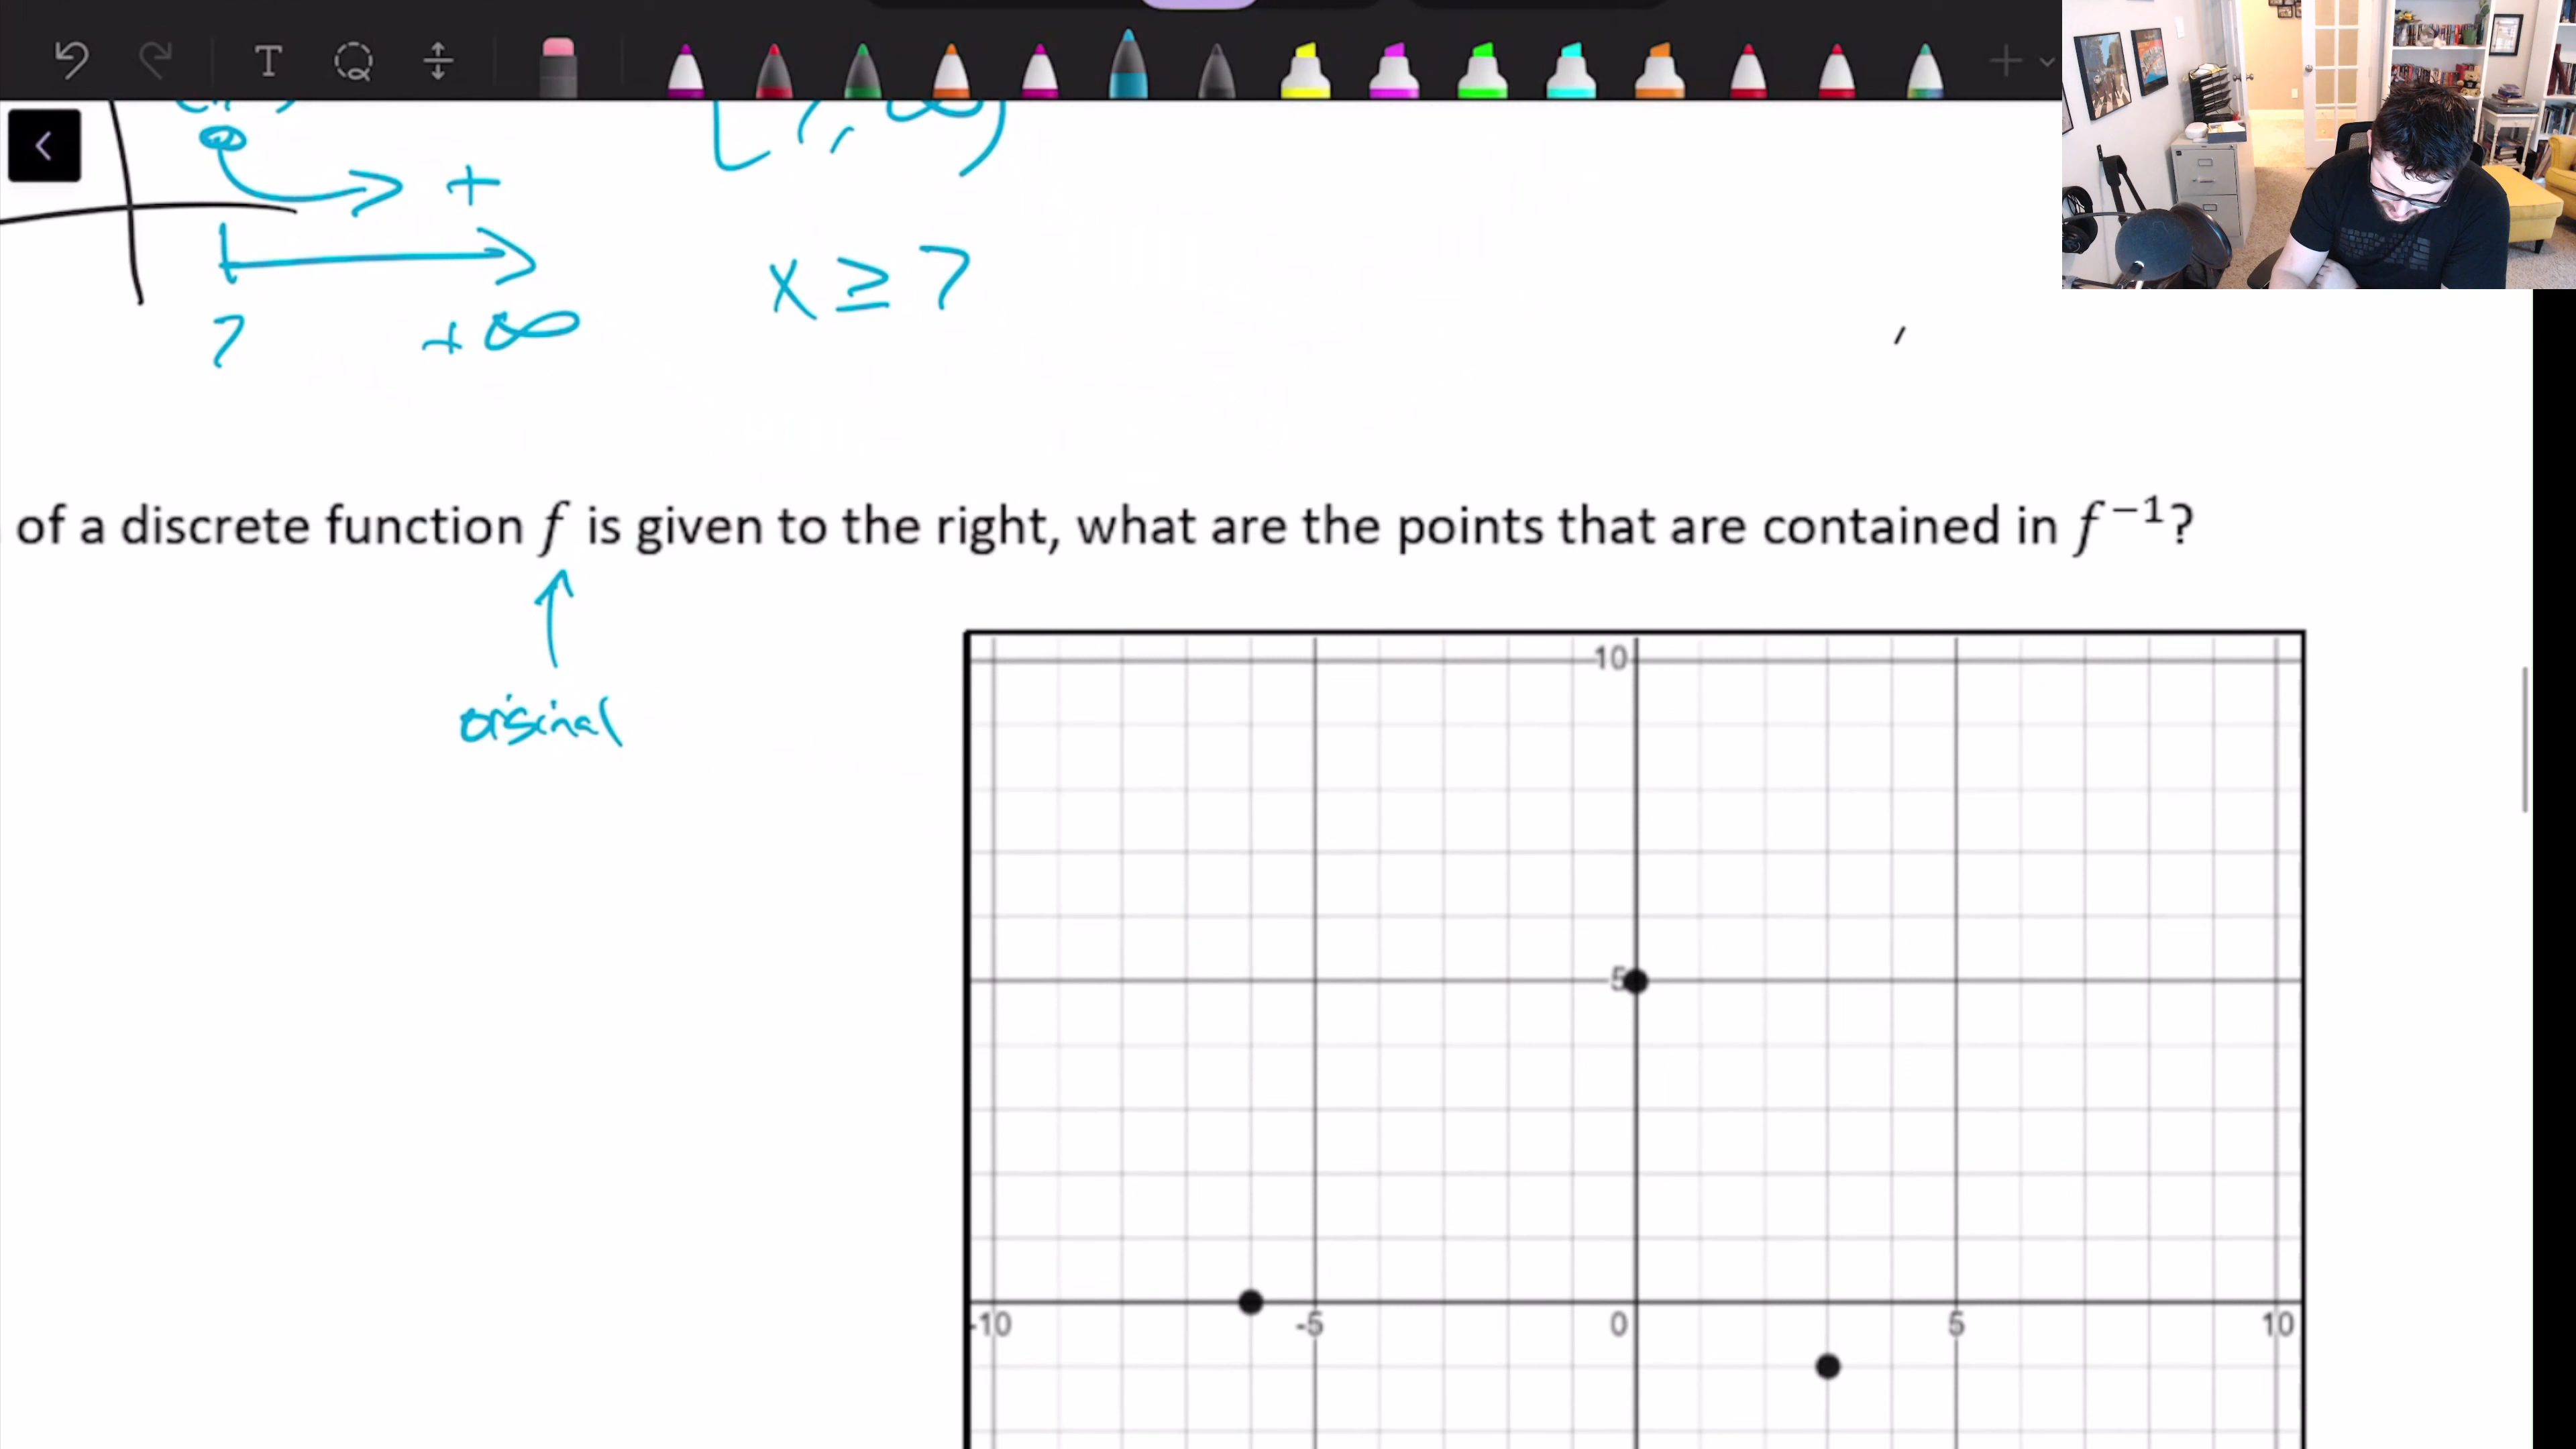 T
+
[7, ∞)
x ≥ 7
7 +∞
of a discrete function f is given to the right, what are the points that are contained in f⁻¹?
original
10
5
-10 -5 0 5 10